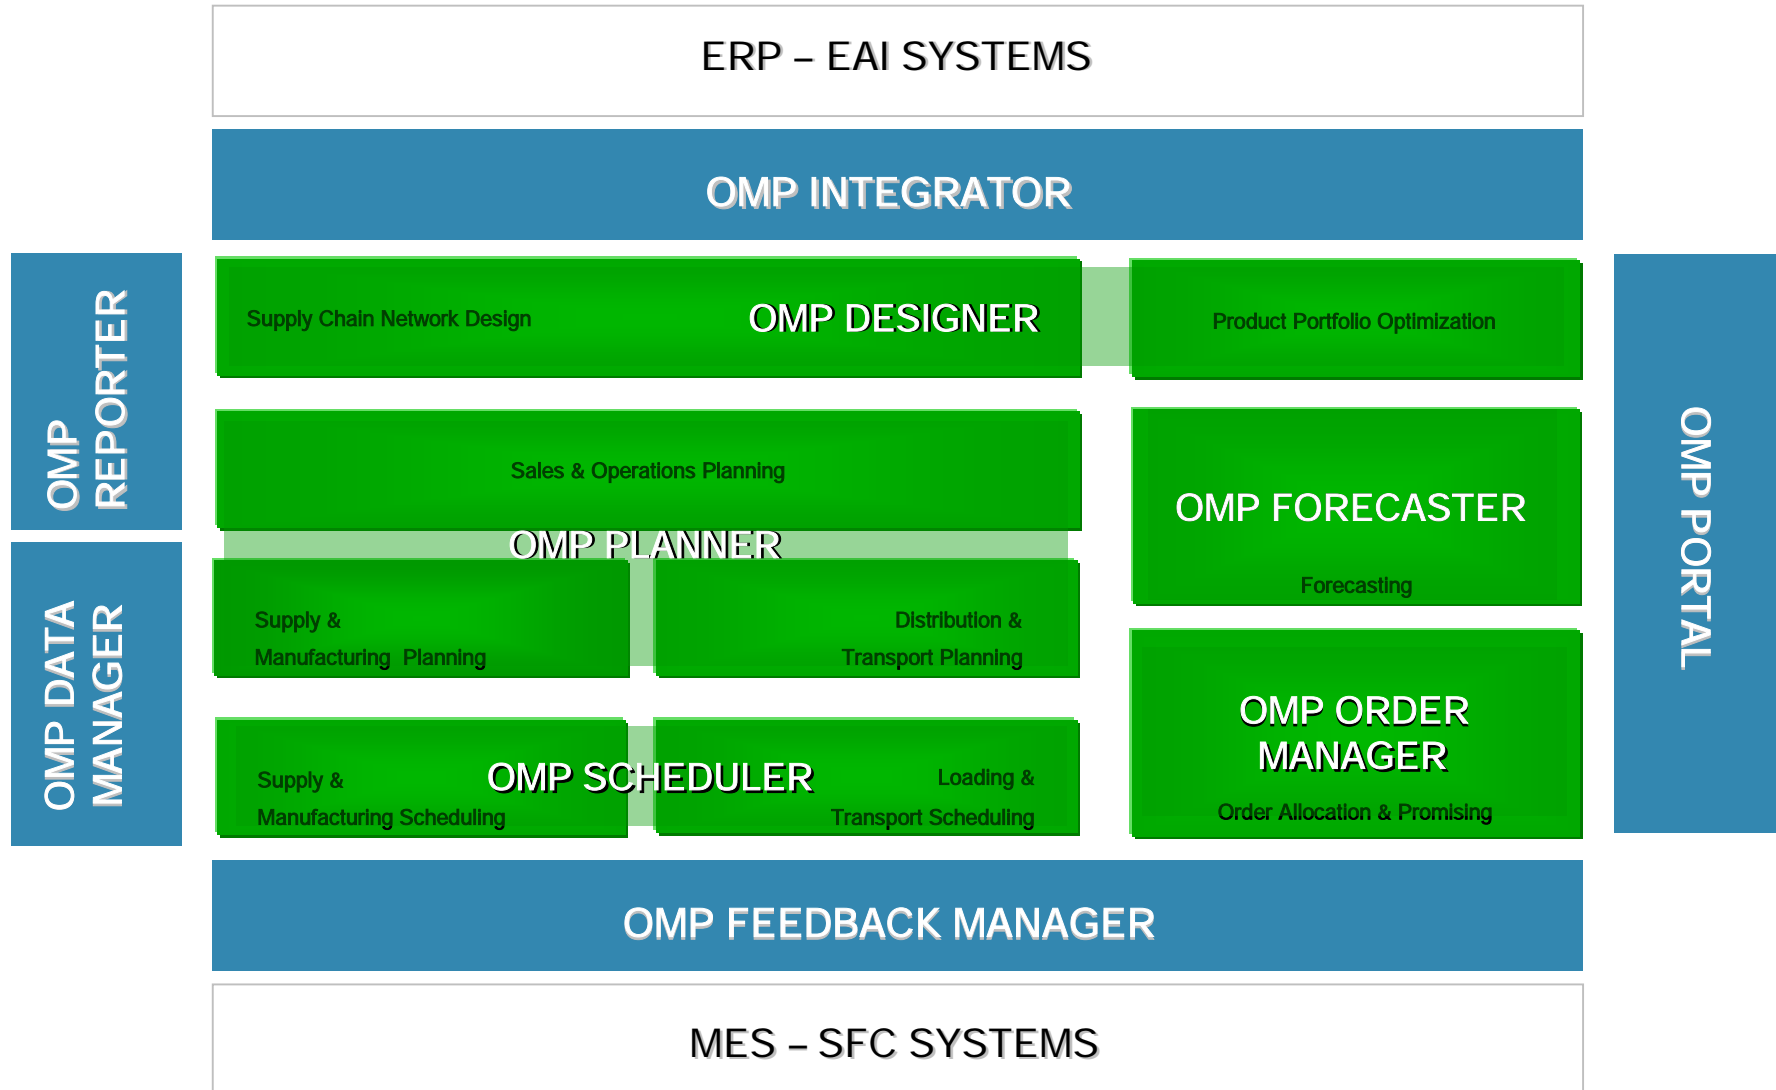 ERP – EAI SYSTEMS
OMP INTEGRATOR
OMP
REPORTER
OMP DATA
MANAGER
Supply Chain Network Design
OMP DESIGNER
Product Portfolio Optimization
Sales & Operations Planning
OMP PLANNER
Supply &
Manufacturing  Planning
Distribution &
Transport Planning
OMP FORECASTER
Forecasting
Supply &
Manufacturing Scheduling
OMP SCHEDULER
Loading &
Transport Scheduling
OMP ORDER
MANAGER
Order Allocation & Promising
OMP PORTAL
OMP FEEDBACK MANAGER
MES – SFC SYSTEMS